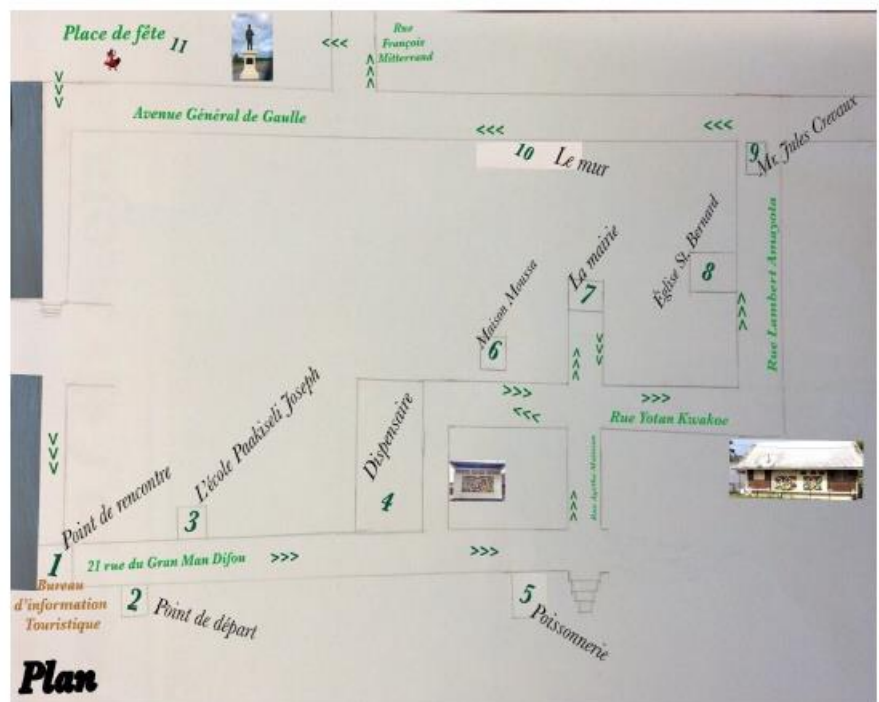 Place de fête
11
<<<
Rue
François
Mitterrand
>>>
<<<
Avenue Général de Gaulle
<<<
<<<
10 Le mur
9
Mr. Jules Crevaux
Rue Lambert Amayota
Église St. Bernard
8
La mairie
7
Maison Moussa
6
>>>
<<<
>>>
Rue Yotan Kwakoe
L'école Paakiseli Joseph
3
Dispensaire
4
Point de rencontre
1
21 rue du Gran Man Difou
>>>
>>>
Bureau
d'information
Touristique
2
Point de départ
5
Poissonnerie
Plan